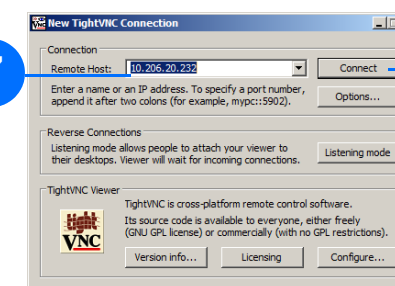 New TightVNC Connection
Connection
Remote Host: 10.206.20.232 Connect
Enter a name or an IP address. To specify a port number,
append it after two colons (for example, mypc::5902). Options...
Reverse Connections
Listening mode allows people to attach your viewer to
their desktops. Viewer will wait for incoming connections. Listening mode
TightVNC Viewer
TightVNC is cross-platform remote control software.
Its source code is available to everyone, either freely
(GNU GPL license) or commercially (with no GPL restrictions).
tight
VNC
Version info... Licensing Configure...